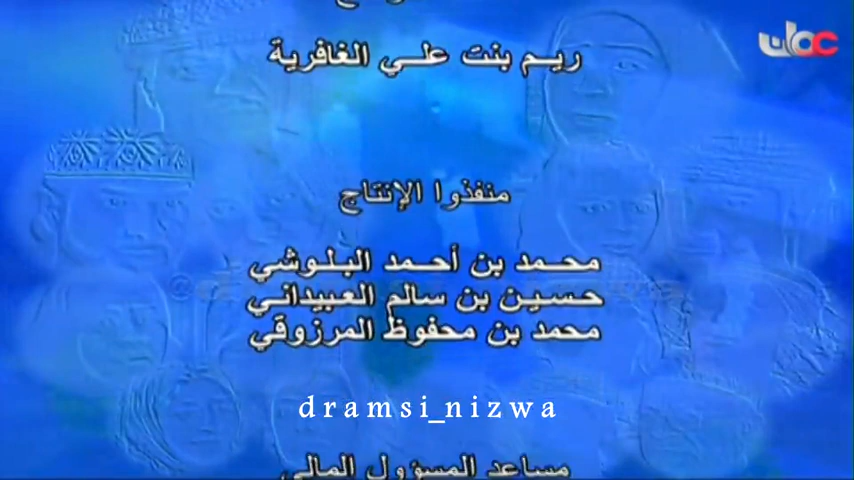 عمان
ريم بنت علي الغافرية
منفذوا الإنتاج
محمد بن أحمد البلوشي
حسين بن سالم العبيداني
محمد بن محفوظ المرزوقي
dramsi_nizwa
مساعد المسؤول المالي